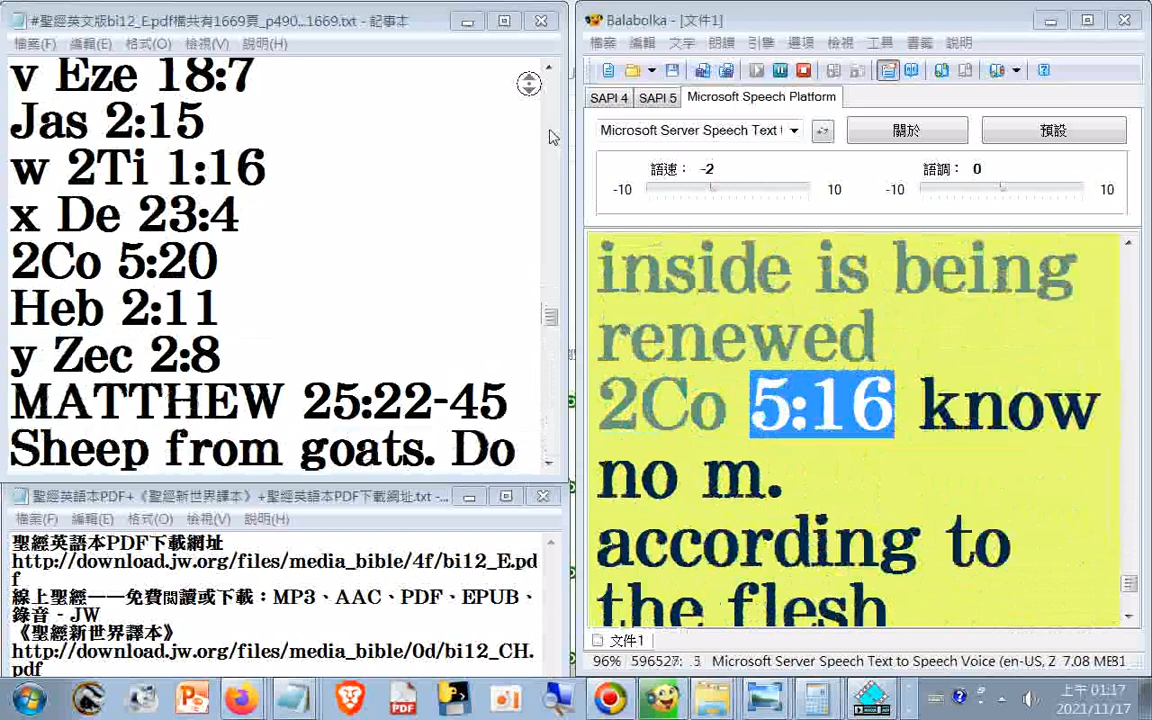 #聖經英文版bi12_E.pdf檔共有1669頁_p490...1669.txt - 記事本
檔案(F) 編輯(E) 格式(O) 檢視(V) 說明(H)
v Eze 18:7
Jas 2:15
w 2Ti 1:16
x De 23:4
2Co 5:20
Heb 2:11
y Zec 2:8
MATTHEW 25:22-45
Sheep from goats. Do
聖經英語本PDF+《聖經新世界譯本》+聖經英語本PDF下載網址.txt -...
檔案(F) 編輯(E) 格式(O) 檢視(V) 說明(H)
聖經英語本PDF下載網址
http://download.jw.org/files/media_bible/4f/bi12_E.pd
f
線上聖經——免費閱讀或下載：MP3、AAC、PDF、EPUB、
錄音 - JW
《聖經新世界譯本》
http://download.jw.org/files/media_bible/0d/bi12_CH.
pdf
Balabolka - [文件1]
檔案 編輯 文字 朗讀 引擎 選項 檢視 工具 書籤 說明
SAPI 4 SAPI 5 Microsoft Speech Platform
Microsoft Server Speech Text 關於 預設
語速： -2 語調： 0
-10 10 -10 10
inside is being
renewed
2Co 5:16 know
no m.
according to
the flesh
文件1
96% Microsoft Server Speech Text to Speech Voice (en-US, Z 7.08 MB
上午 01:17
2021/11/17